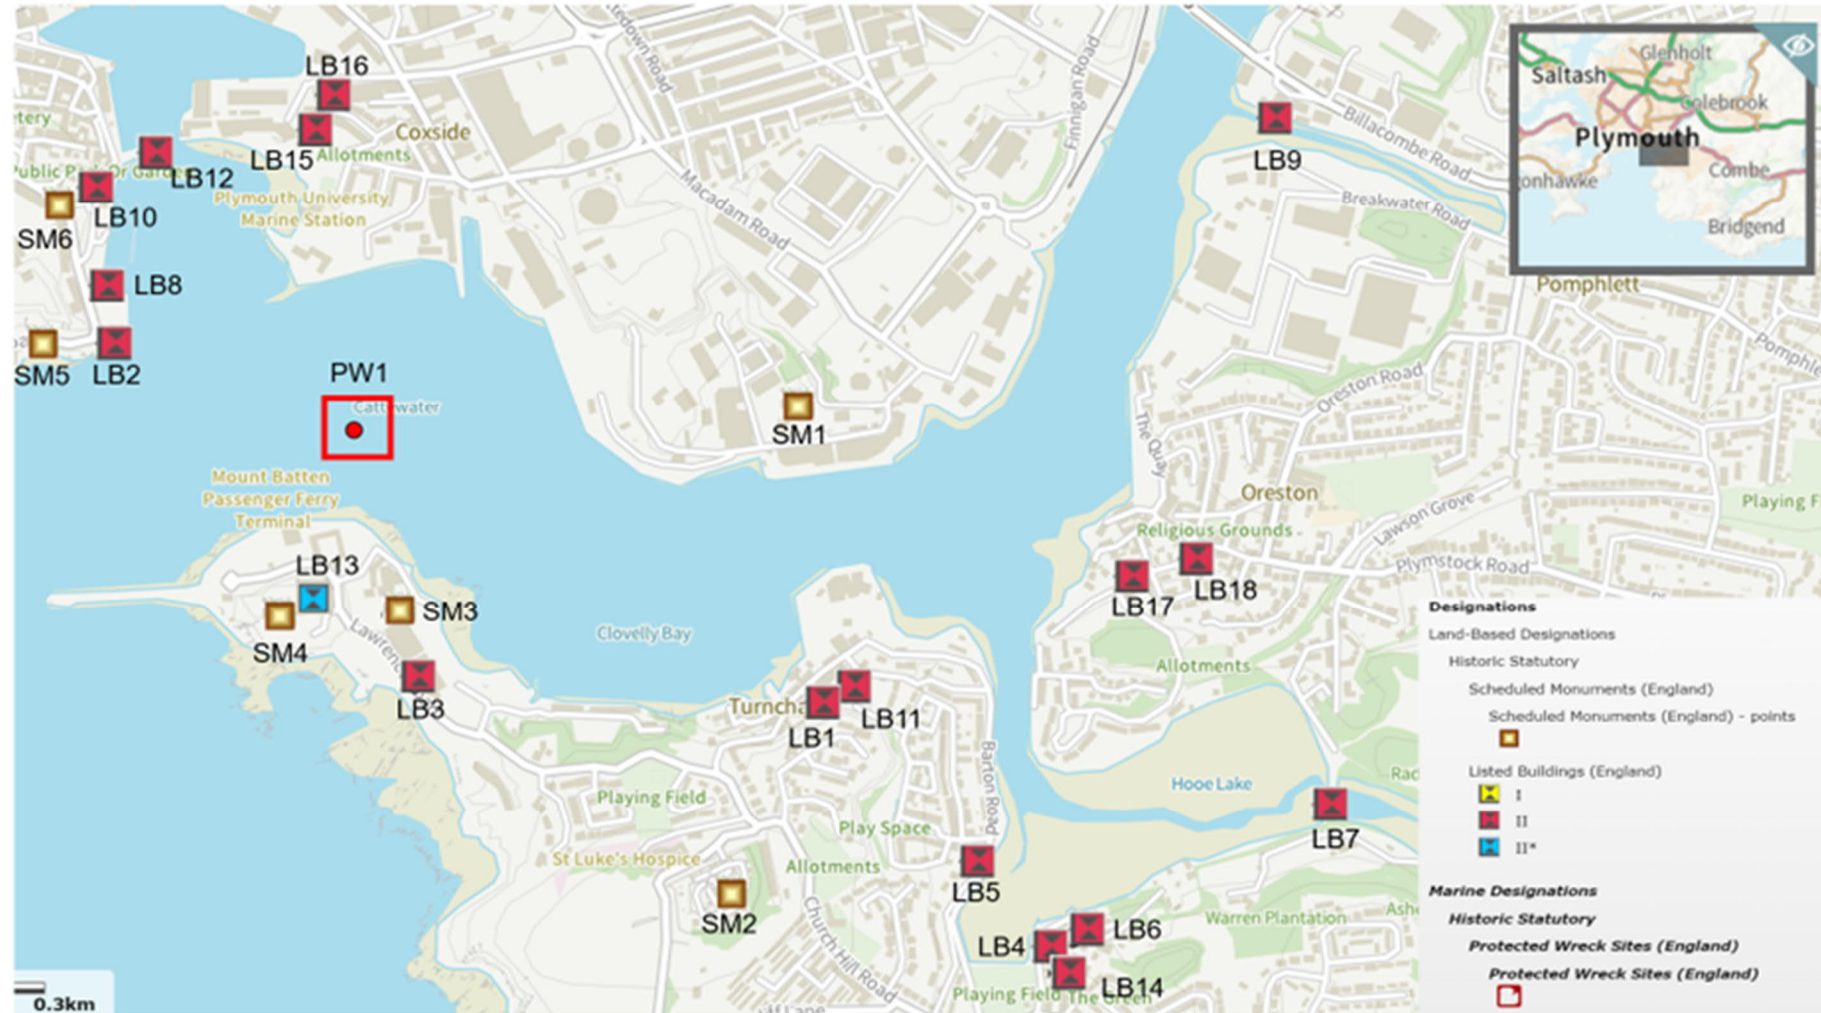 LB16
Coxside
LB15
Allotments
LB12
Plymouth University
Marine Station
LB10
SM6
LB8
SM5
LB2
PW1
Cattewater
Macadam Road
Finnigan Road
LB9
Billacombe Road
Breakwater Road
Glenholt
Saltash
Colebrook
Plymouth
Combe
Bridgend
Pomphlett
SM1
Oreston Road
The Quay
Oreston
Religious Grounds
Lawson Grove
Plymstock Road
LB17
LB18
Allotments
Mount Batten
Passenger Ferry
Terminal
LB13
SM4
SM3
LB3
Clovelly Bay
LB1
LB11
Barton Road
Hooe Lake
LB7
Playing Field
Play Space
St Luke's Hospice
Allotments
SM2
Church Hill Road
LB5
LB4
LB6
LB14
Warren Plantation
Playing Field
The Green
0.3km
Designations
Land-Based Designations
Historic Statutory
Scheduled Monuments (England)
Scheduled Monuments (England) - points
Listed Buildings (England)
I
II
II*
Marine Designations
Historic Statutory
Protected Wreck Sites (England)
Protected Wreck Sites (England)